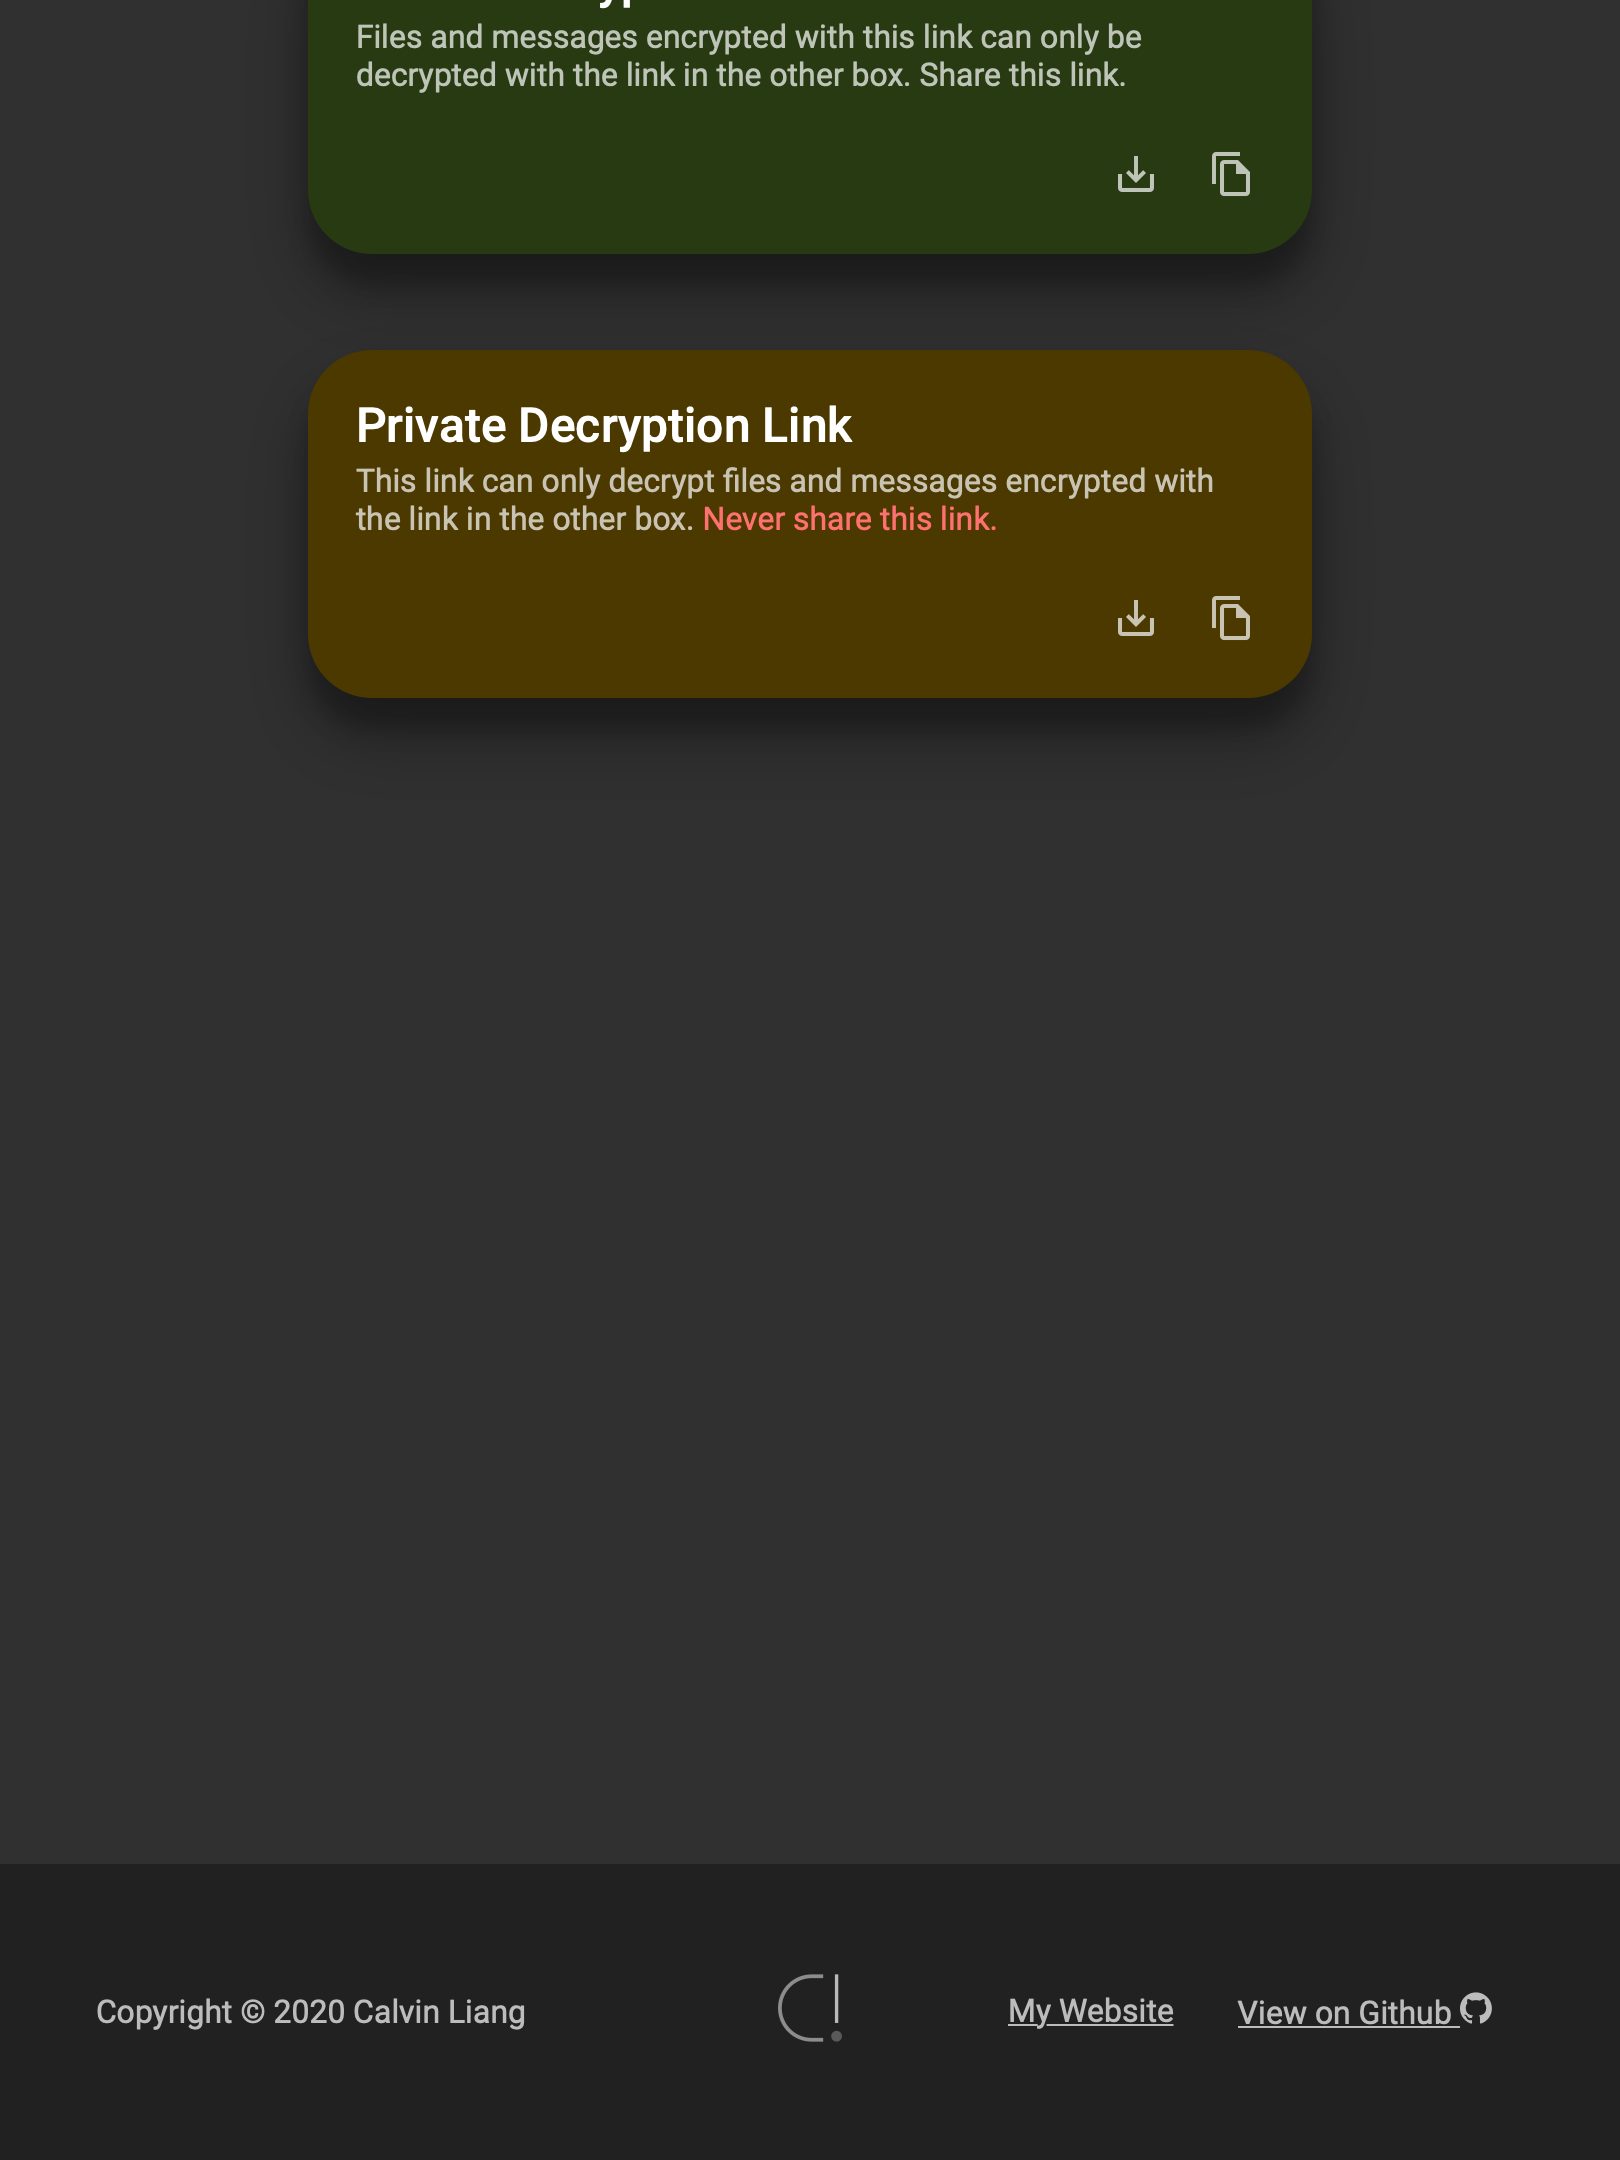 Files and messages encrypted with this link can only be
decrypted with the link in the other box. Share this link.
Private Decryption Link
This link can only decrypt files and messages encrypted with
the link in the other box. Never share this link.
Copyright © 2020 Calvin Liang
My Website
View on Github